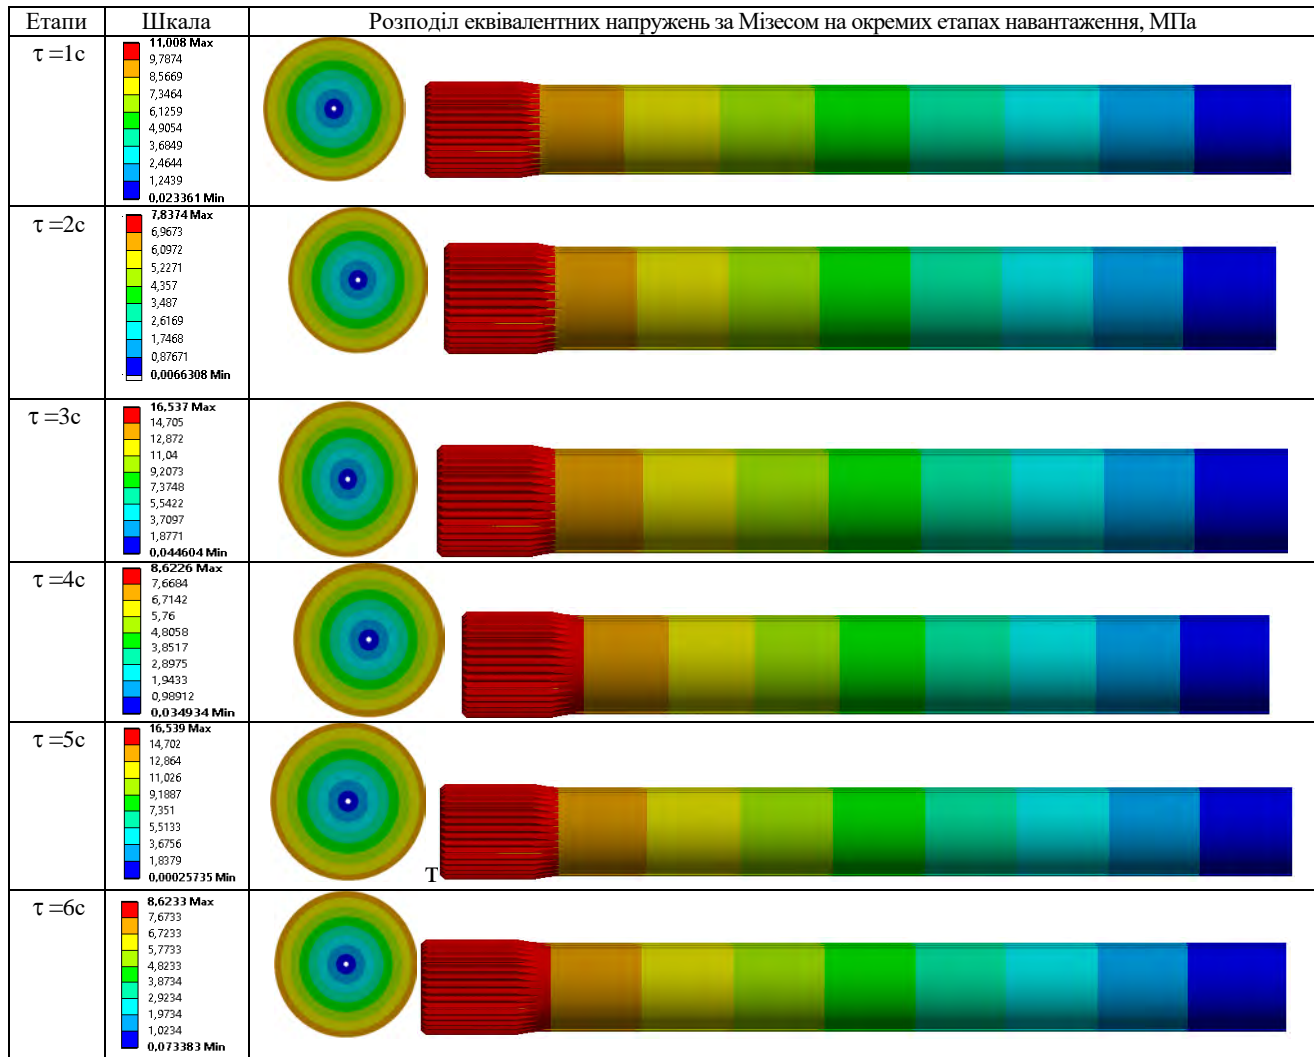 Етапи Шкала Розподіл еквівалентних напружень за Мізесом на окремих етапах навантаження, МПа
τ =1с
11,008 Max
9,7874
8,5669
7,3464
6,1259
4,9054
3,6849
2,4644
1,2439
0,023361 Min
τ =2с
7,8374 Max
6,9673
6,0972
5,2271
4,357
3,487
2,6169
1,7468
0,87671
0,0066308 Min
τ =3с
16,537 Max
14,705
12,872
11,04
9,2073
7,3748
5,5422
3,7097
1,8771
0,044604 Min
τ =4с
8,6226 Max
7,6684
6,7142
5,76
4,8058
3,8517
2,8975
1,9433
0,98912
0,034934 Min
τ =5с
16,539 Max
14,702
12,864
11,026
9,1887
7,351
5,5133
3,6756
1,8379
0,00025735 Min
Т
τ =6с
8,6233 Max
7,6733
6,7233
5,7733
4,8233
3,8734
2,9234
1,9734
1,0234
0,073383 Min